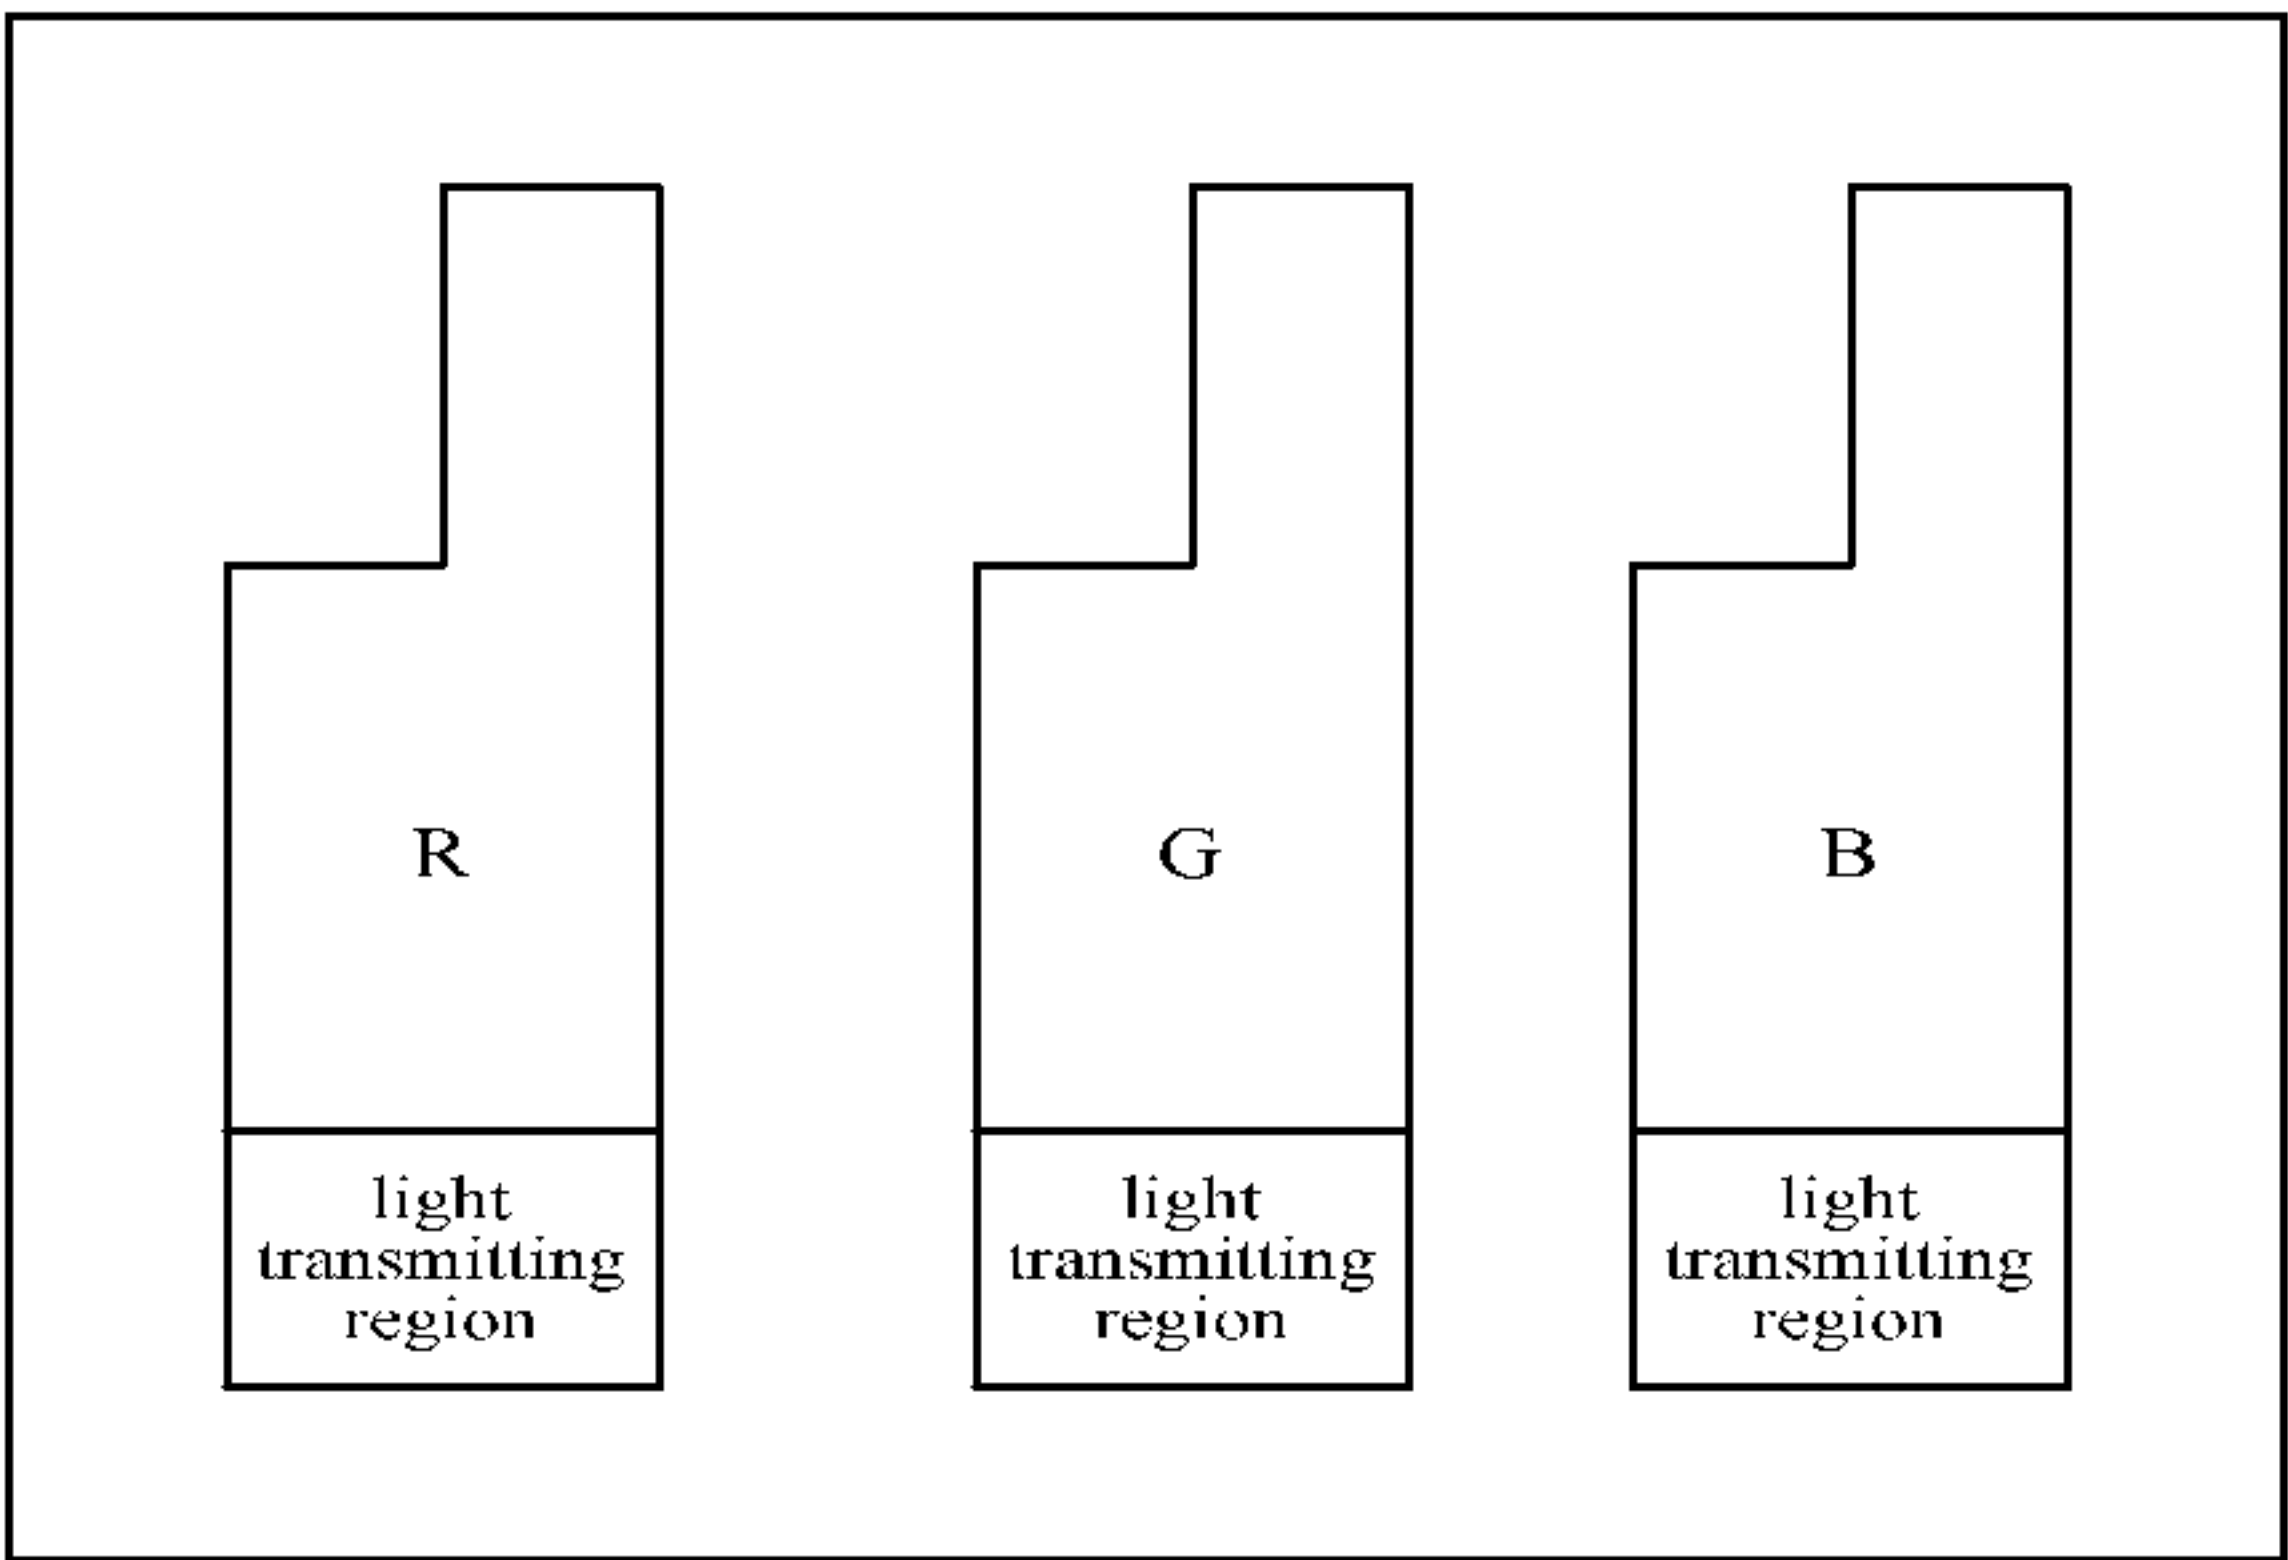 R
G
B
light
transmitting
region
light
transmitting
region
light
transmitting
region